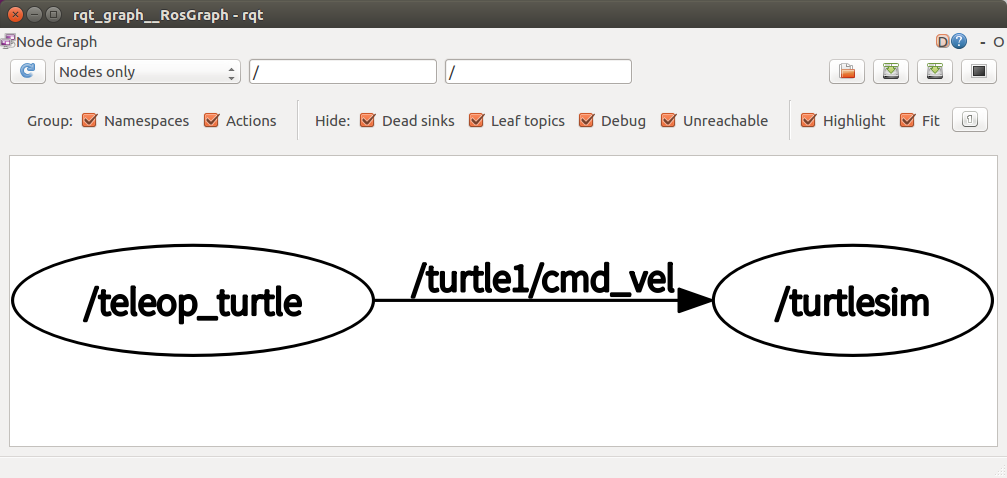 rqt_graph__RosGraph - rqt
Node Graph D ? - O
Nodes only / /
Group: Namespaces Actions Hide: Dead sinks Leaf topics Debug Unreachable Highlight Fit
/turtle1/cmd_vel
/teleop_turtle /turtlesim